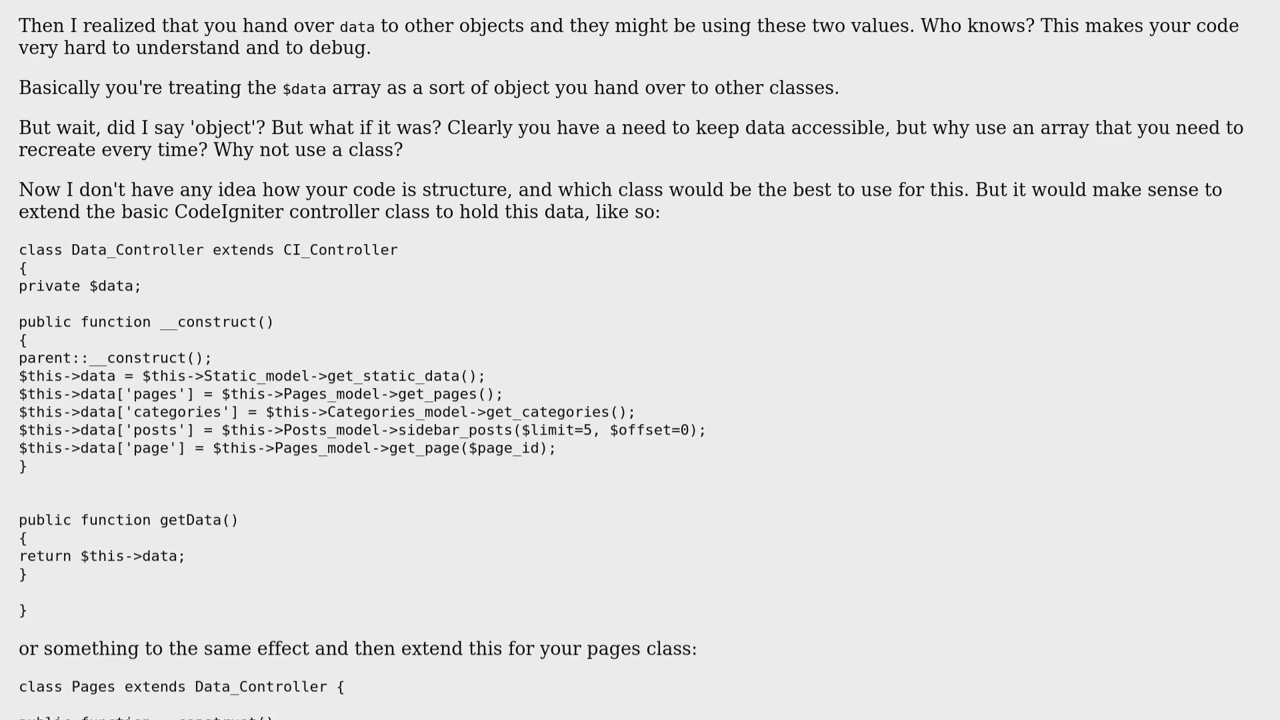 Then I realized that you hand over data to other objects and they might be using these two values. Who knows? This makes your code
very hard to understand and to debug.
Basically you're treating the $data array as a sort of object you hand over to other classes.
But wait, did I say 'object'? But what if it was? Clearly you have a need to keep data accessible, but why use an array that you need to
recreate every time? Why not use a class?
Now I don't have any idea how your code is structure, and which class would be the best to use for this. But it would make sense to
extend the basic CodeIgniter controller class to hold this data, like so:
class Data_Controller extends CI_Controller
{
private $data;
public function __construct()
{
parent::__construct();
$this->data = $this->Static_model->get_static_data();
$this->data['pages'] = $this->Pages_model->get_pages();
$this->data['categories'] = $this->Categories_model->get_categories();
$this->data['posts'] = $this->Posts_model->sidebar_posts($limit=5, $offset=0);
$this->data['page'] = $this->Pages_model->get_page($page_id);
}
public function getData()
{
return $this->data;
}
}
or something to the same effect and then extend this for your pages class:
class Pages extends Data_Controller {
public function __construct()